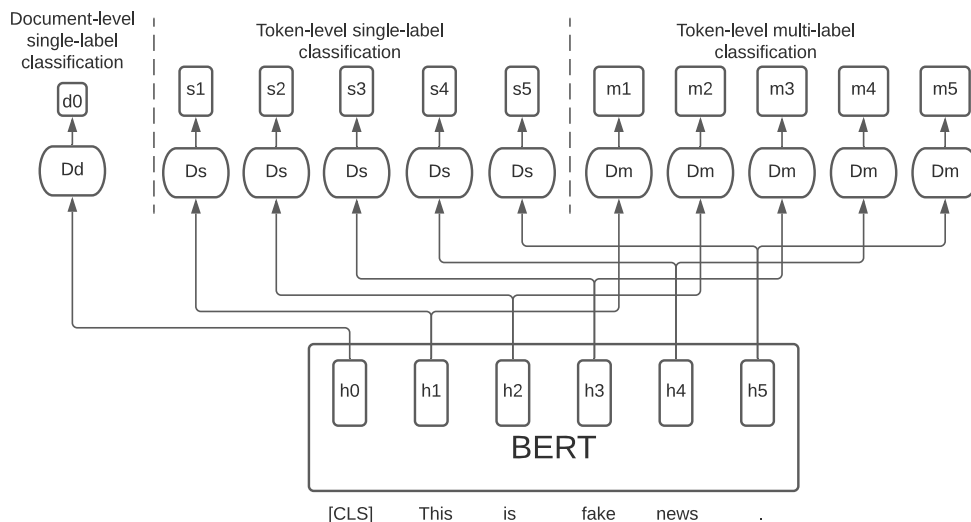 Document-level
single-label
classification
Token-level single-label
classification
Token-level multi-label
classification
d0 s1 s2 s3 s4 s5 m1 m2 m3 m4 m5
Dd Ds Ds Ds Ds Ds Dm Dm Dm Dm Dm
h0 h1 h2 h3 h4 h5
BERT
[CLS] This is fake news .